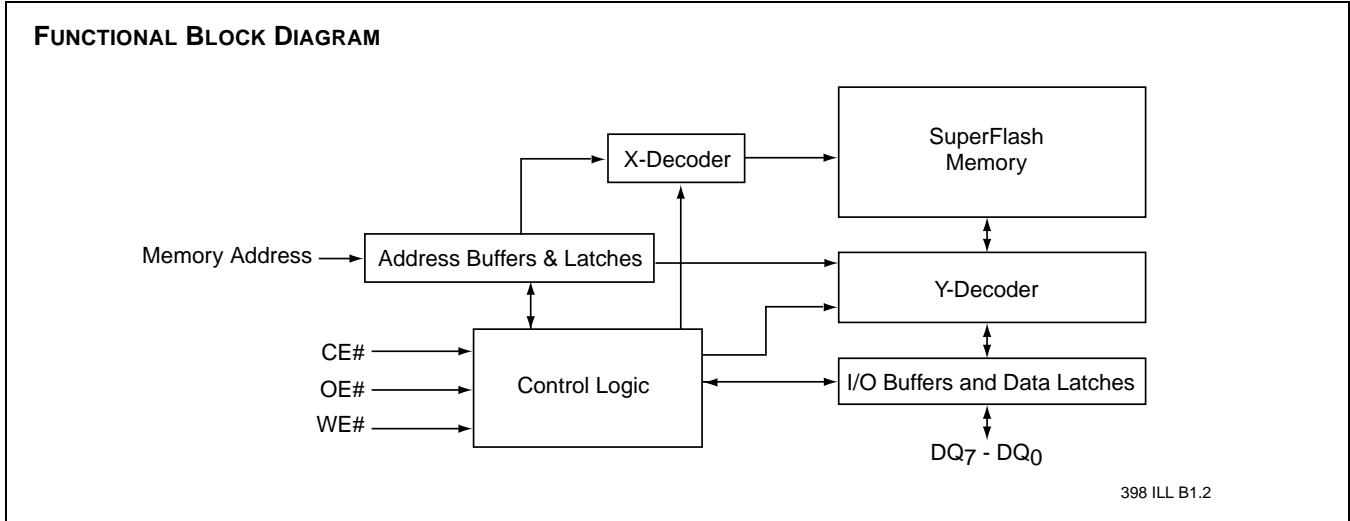 FUNCTIONAL BLOCK DIAGRAM
SuperFlash
Memory
X-Decoder
Memory Address
Address Buffers & Latches
Y-Decoder
CE#
OE#
WE#
Control Logic
I/O Buffers and Data Latches
DQ7 - DQ0
398 ILL B1.2